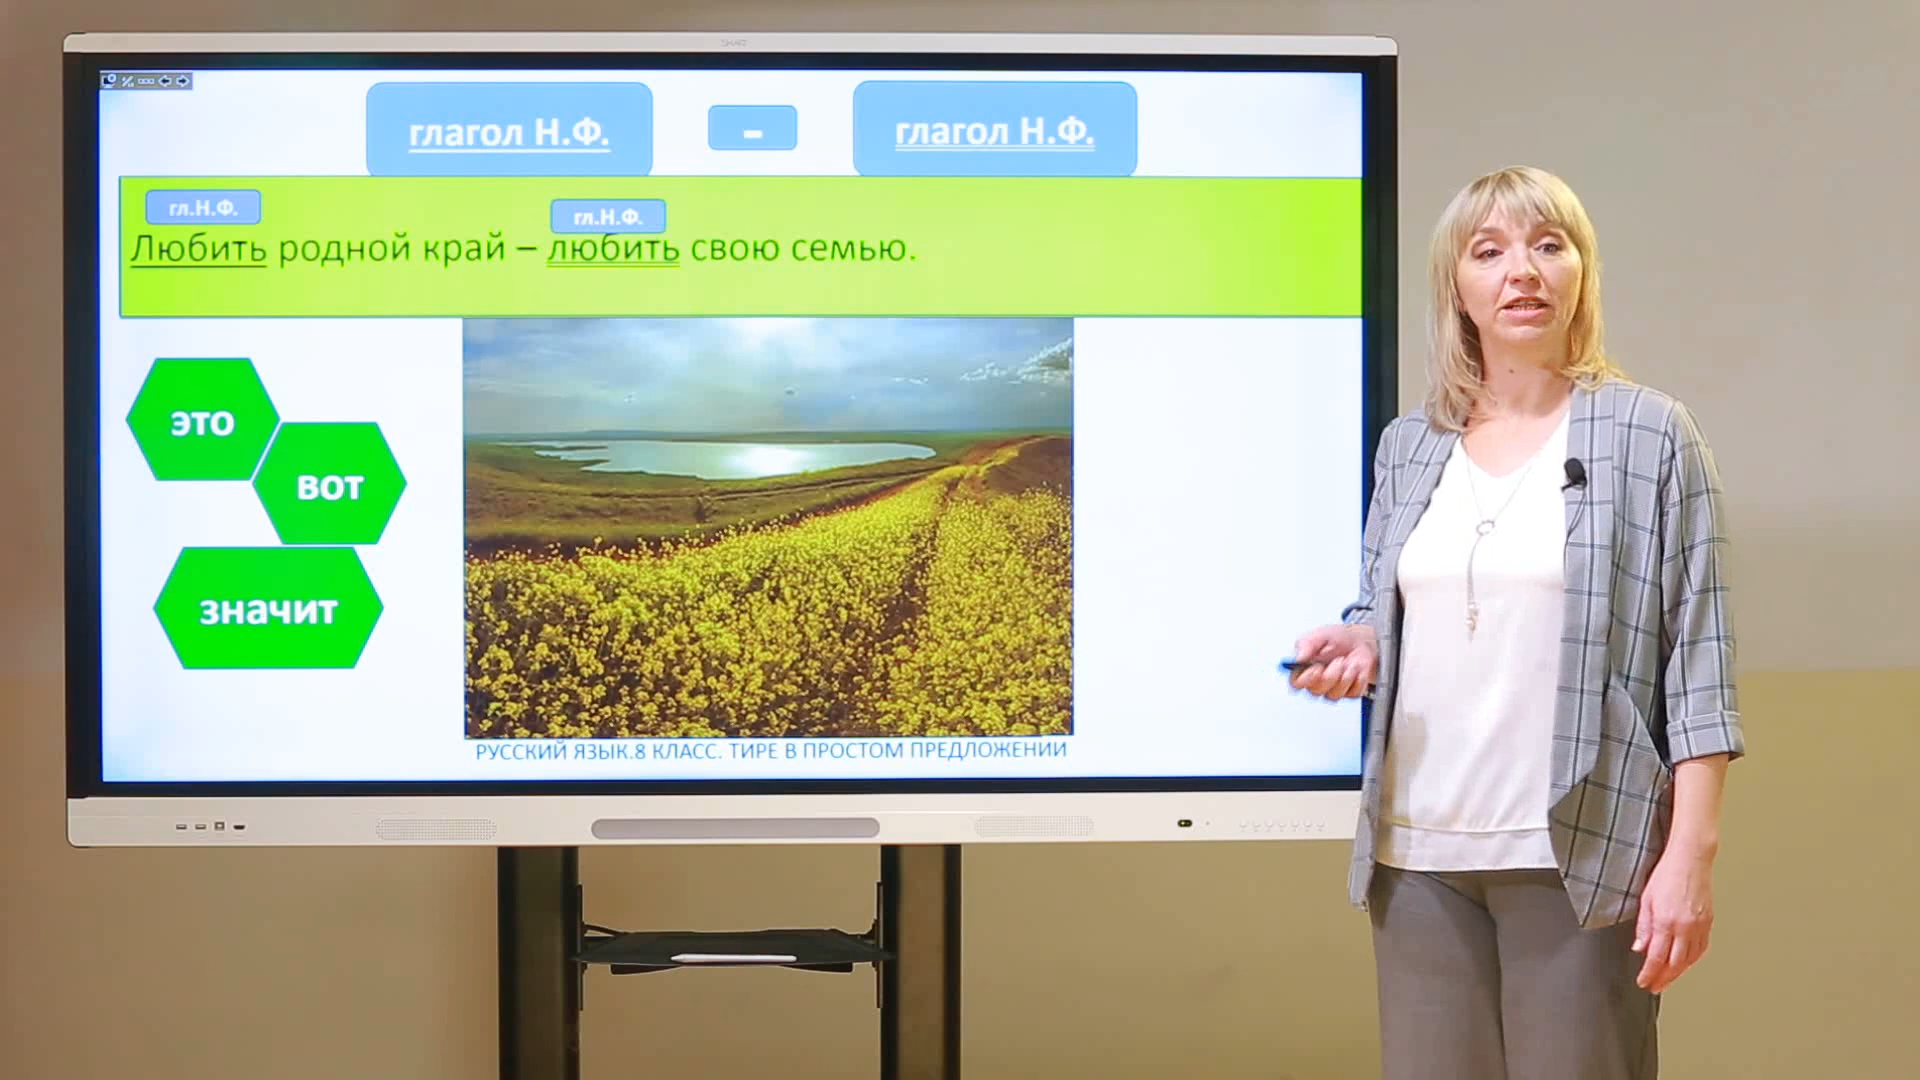 SMART
глагол Н.Ф. - глагол Н.Ф.
гл.Н.Ф. гл.Н.Ф.
Любить родной край – любить свою семью.
это
вот
значит
РУССКИЙ ЯЗЫК.8 КЛАСС. ТИРЕ В ПРОСТОМ ПРЕДЛОЖЕНИИ